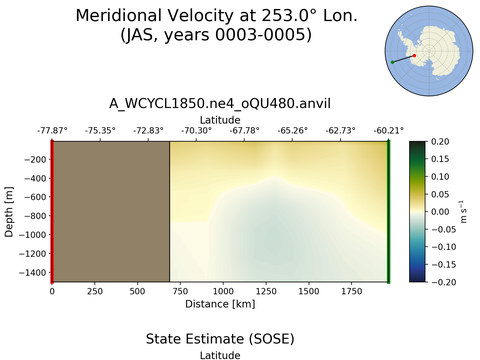 Meridional Velocity at 253.0° Lon.
(JAS, years 0003-0005)
A_WCYCL1850.ne4_oQU480.anvil
Latitude
-77.87° -75.35° -72.83° -70.30° -67.78° -65.26° -62.73° -60.21°
Depth [m]
−200
−400
−600
−800
−1000
−1200
−1400
0 250 500 750 1000 1250 1500 1750
Distance [km]
0.20
0.15
0.10
0.05
0.00
−0.05
−0.10
−0.15
−0.20
m s⁻¹
State Estimate (SOSE)
Latitude